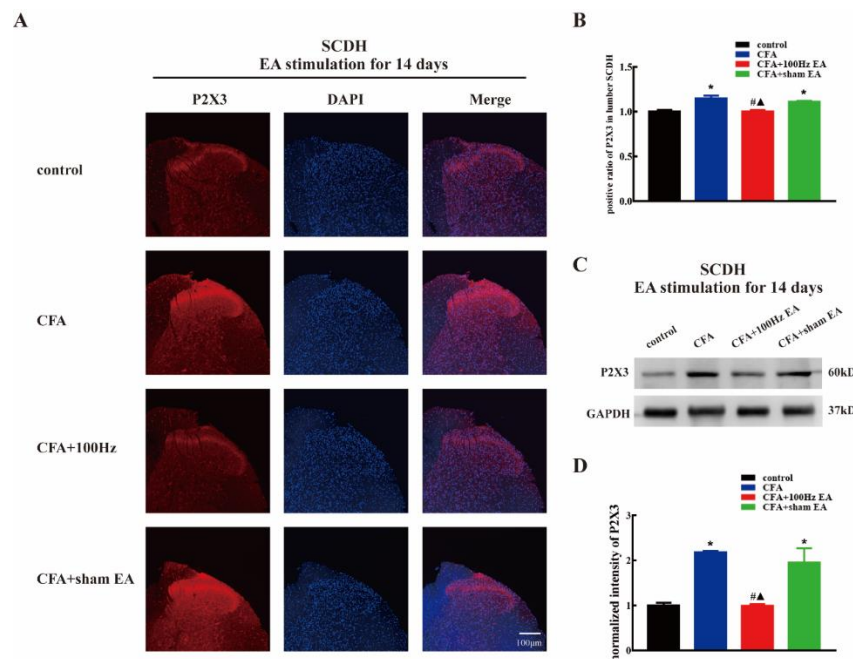 A
SCDH
EA stimulation for 14 days
P2X3 DAPI Merge
control
CFA
CFA+100Hz
CFA+sham EA
100μm
B
control
CFA
CFA+100Hz EA
CFA+sham EA
positive ratio of P2X3 in lumber SCDH
1.5
1.0
0.5
0.0
*
#▲
*
C
SCDH
EA stimulation for 14 days
control CFA CFA+100Hz EA CFA+sham EA
P2X3 60kD
GAPDH 37kD
D
control
CFA
CFA+100Hz EA
CFA+sham EA
normalized intensity of P2X3
3
2
1
0
*
#▲
*